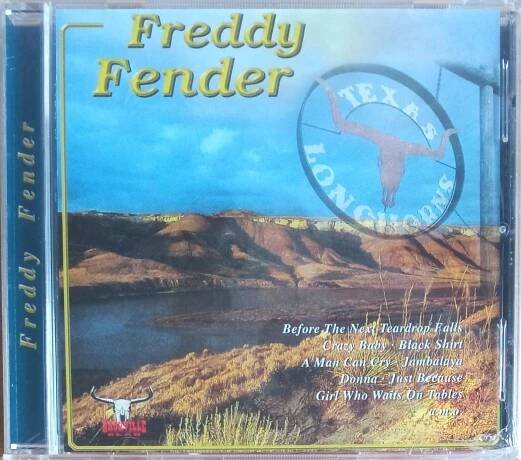 Freddy
Fender
TEXAS
LONGHORNS
Freddy Fender
Before The Next Teardrop Falls
Crazy Baby · Black Shirt
A Man Can Cry · Jambalaya
Donna · Just Because
Girl Who Waits On Tables
a.m.o.